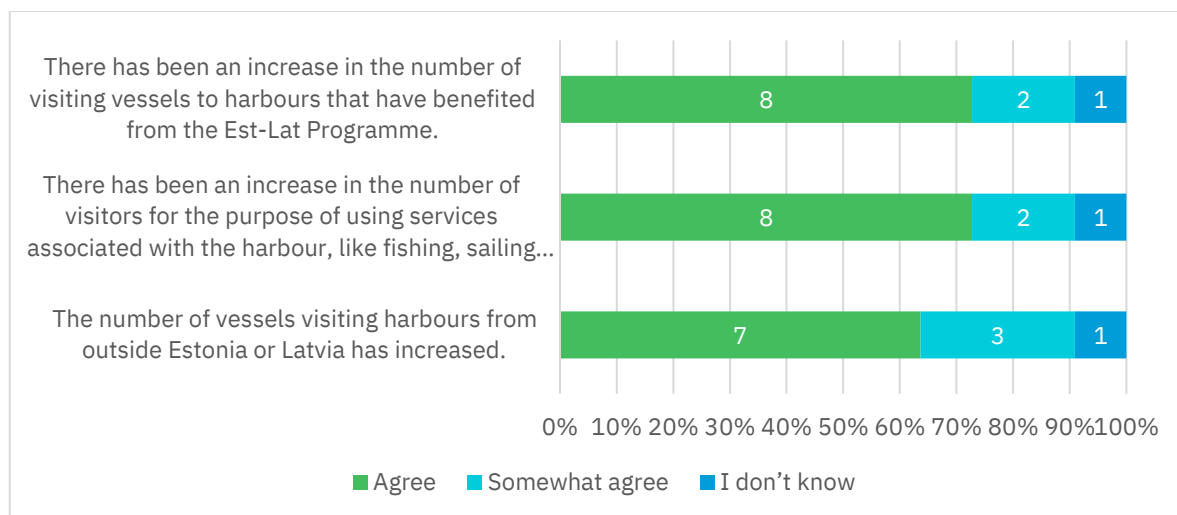 There has been an increase in the number of
visiting vessels to harbours that have benefited
from the Est-Lat Programme.
8 2 1
There has been an increase in the number of
visitors for the purpose of using services
associated with the harbour, like fishing, sailing...
8 2 1
The number of vessels visiting harbours from
outside Estonia or Latvia has increased.
7 3 1
0% 10% 20% 30% 40% 50% 60% 70% 80% 90%100%
Agree Somewhat agree I don’t know